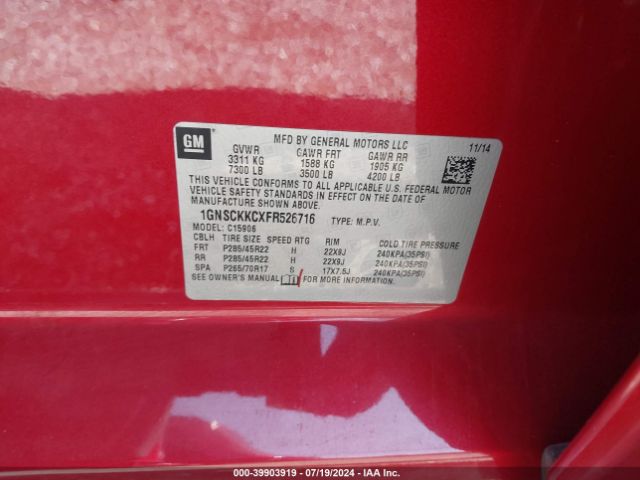 GM
MFD BY GENERAL MOTORS LLC
11/14
GVWR GAWR FRT GAWR RR
3311 KG 1588 KG 1905 KG
7300 LB 3500 LB 4200 LB
THIS VEHICLE CONFORMS TO ALL APPLICABLE U.S. FEDERAL MOTOR
VEHICLE SAFETY STANDARDS IN EFFECT ON THE DATE OF
MANUFACTURE SHOWN ABOVE.
1GNSCKKCXFR526716 TYPE: M.P.V.
MODEL: C15906
CBLH TIRE SIZE SPEED RTG RIM COLD TIRE PRESSURE
FRT P285/45R22 H 22X9J 240KPA(35PSI)
RR P285/45R22 H 22X9J 240KPA(35PSI)
SPA P265/70R17 S 17X7.5J 240KPA(35PSI)
SEE OWNER'S MANUAL FOR MORE INFORMATION.
000-39903919 - 07/19/2024 - IAA Inc.